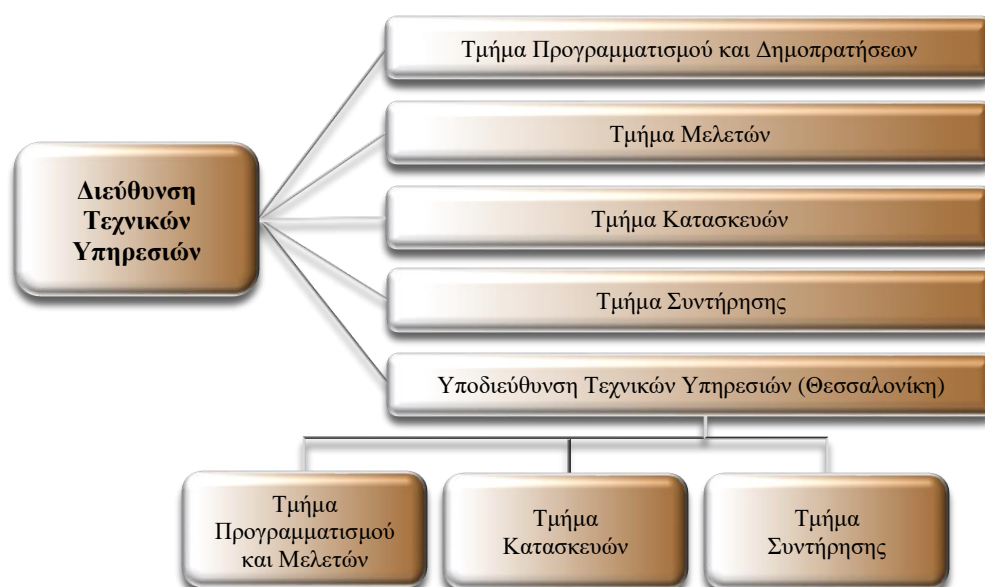 Τμήμα Προγραμματισμού και Δημοπρατήσεων
Τμήμα Μελετών
Διεύθυνση
Τεχνικών
Υπηρεσιών
Τμήμα Κατασκευών
Τμήμα Συντήρησης
Υποδιεύθυνση Τεχνικών Υπηρεσιών (Θεσσαλονίκη)
Τμήμα
Προγραμματισμού
και Μελετών
Τμήμα
Κατασκευών
Τμήμα
Συντήρησης